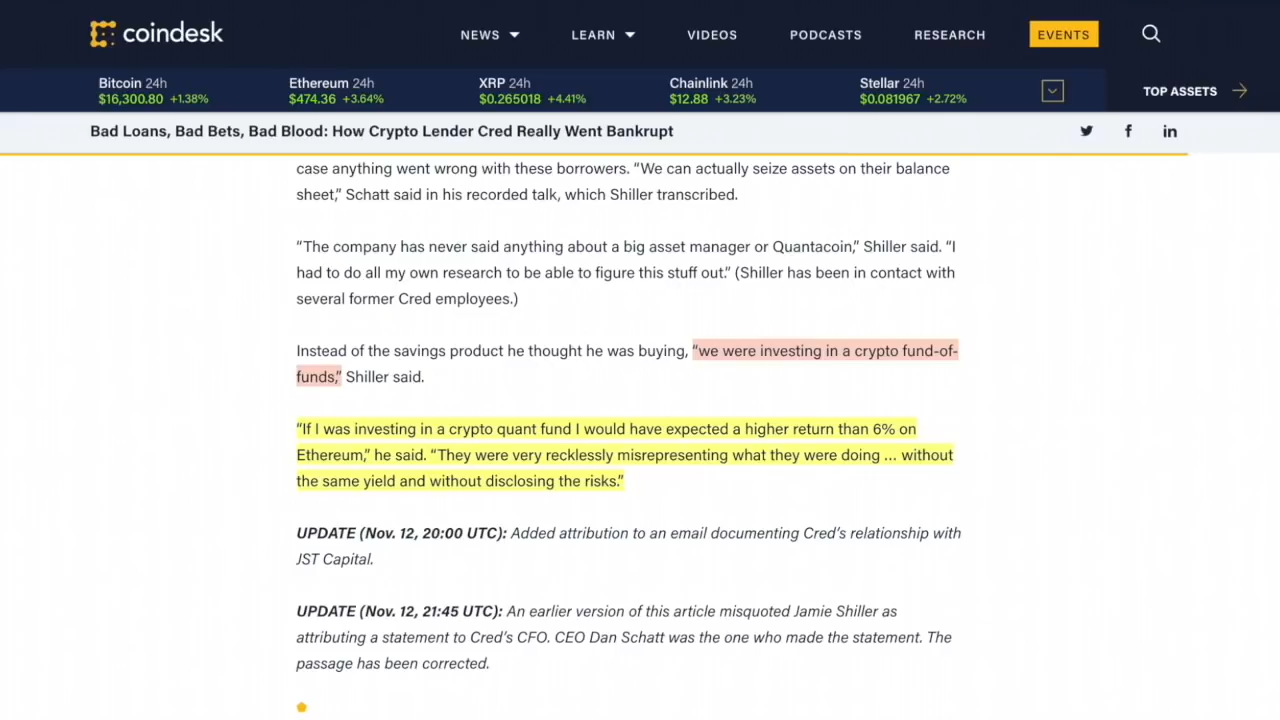 coindesk
NEWS LEARN VIDEOS PODCASTS RESEARCH EVENTS
Bitcoin 24h Ethereum 24h XRP 24h Chainlink 24h Stellar 24h
$16,300.80 +1.38% $474.36 +3.64% $0.265018 +4.41% $12.88 +3.23% $0.081967 +2.72%
TOP ASSETS
Bad Loans, Bad Bets, Bad Blood: How Crypto Lender Cred Really Went Bankrupt
case anything went wrong with these borrowers. “We can actually seize assets on their balance
sheet,” Schatt said in his recorded talk, which Shiller transcribed.
“The company has never said anything about a big asset manager or Quantacoin,” Shiller said. “I
had to do all my own research to be able to figure this stuff out.” (Shiller has been in contact with
several former Cred employees.)
Instead of the savings product he thought he was buying, “we were investing in a crypto fund-of-
funds,” Shiller said.
“If I was investing in a crypto quant fund I would have expected a higher return than 6% on
Ethereum,” he said. “They were very recklessly misrepresenting what they were doing … without
the same yield and without disclosing the risks.”
UPDATE (Nov. 12, 20:00 UTC): Added attribution to an email documenting Cred’s relationship with
JST Capital.
UPDATE (Nov. 12, 21:45 UTC): An earlier version of this article misquoted Jamie Shiller as
attributing a statement to Cred’s CFO. CEO Dan Schatt was the one who made the statement. The
passage has been corrected.